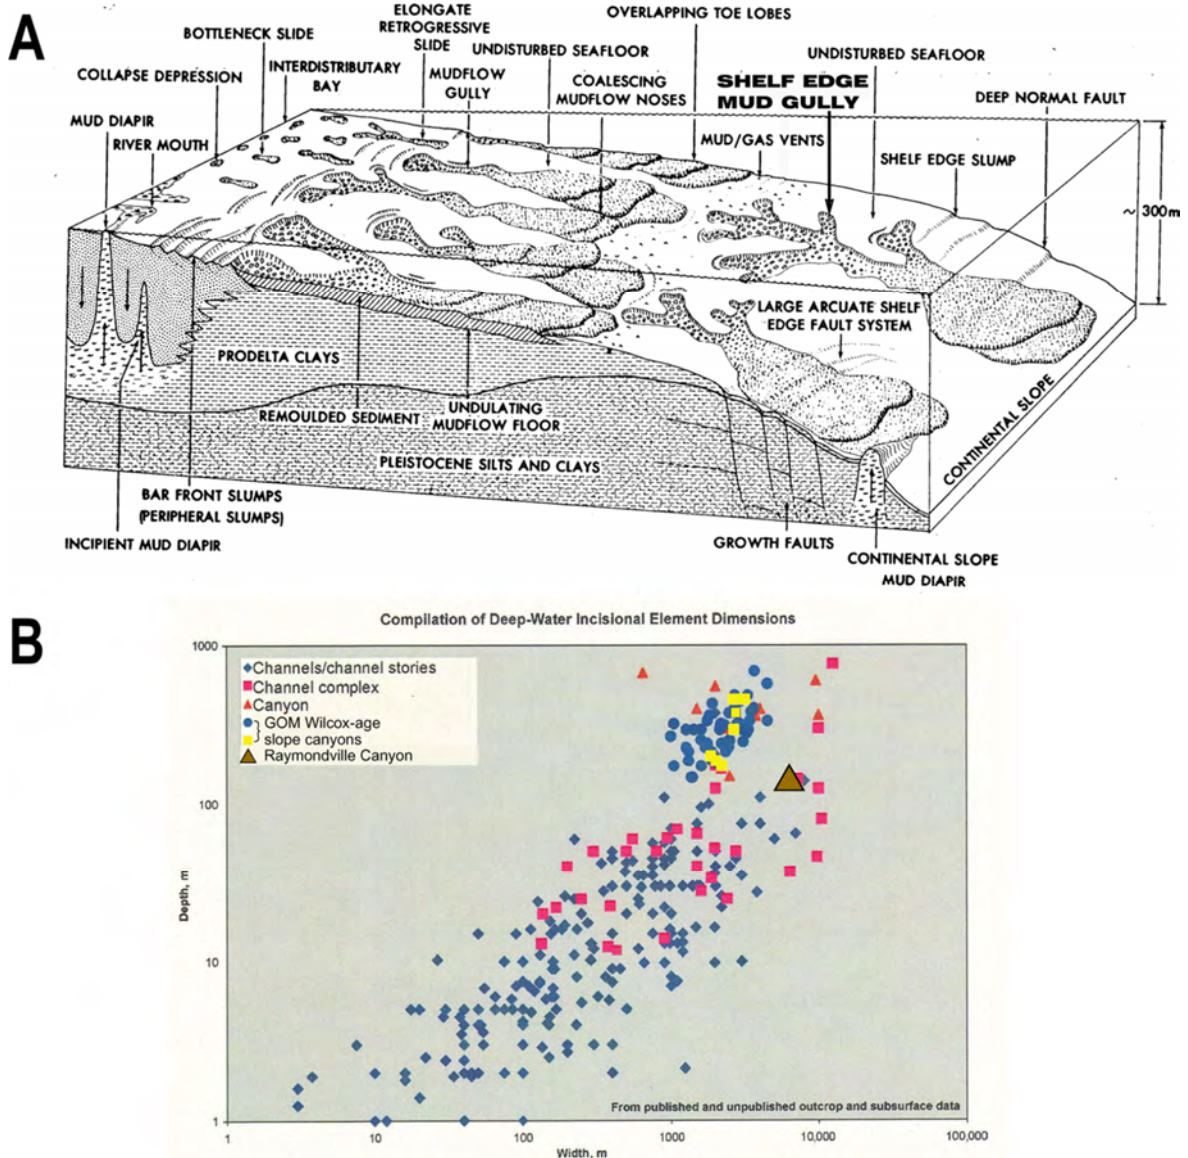 A
BOTTLENECK SLIDE
COLLAPSE DEPRESSION
MUD DIAPIR
RIVER MOUTH
INTERDISTRIBUTARY
BAY
ELONGATE
RETROGRESSIVE
SLIDE
MUDFLOW
GULLY
UNDISTURBED SEAFLOOR
OVERLAPPING TOE LOBES
COALESCING
MUDFLOW NOSES
SHELF EDGE
MUD GULLY
MUD/GAS VENTS
UNDISTURBED SEAFLOOR
DEEP NORMAL FAULT
SHELF EDGE SLUMP
~ 300m
LARGE ARCUATE SHELF
EDGE FAULT SYSTEM
PRODELTA CLAYS
REMOULDED SEDIMENT
UNDULATING
MUDFLOW FLOOR
PLEISTOCENE SILTS AND CLAYS
CONTINENTAL SLOPE
BAR FRONT SLUMPS
(PERIPHERAL SLUMPS)
INCIPIENT MUD DIAPIR
GROWTH FAULTS
CONTINENTAL SLOPE
MUD DIAPIR
B
Compilation of Deep-Water Incisional Element Dimensions
Channels/channel stories
Channel complex
Canyon
GOM Wilcox-age
slope canyons
Raymondville Canyon
1000
100
10
1
Depth, m
From published and unpublished outcrop and subsurface data
1
10
100
1000
10,000
100,000
Width, m